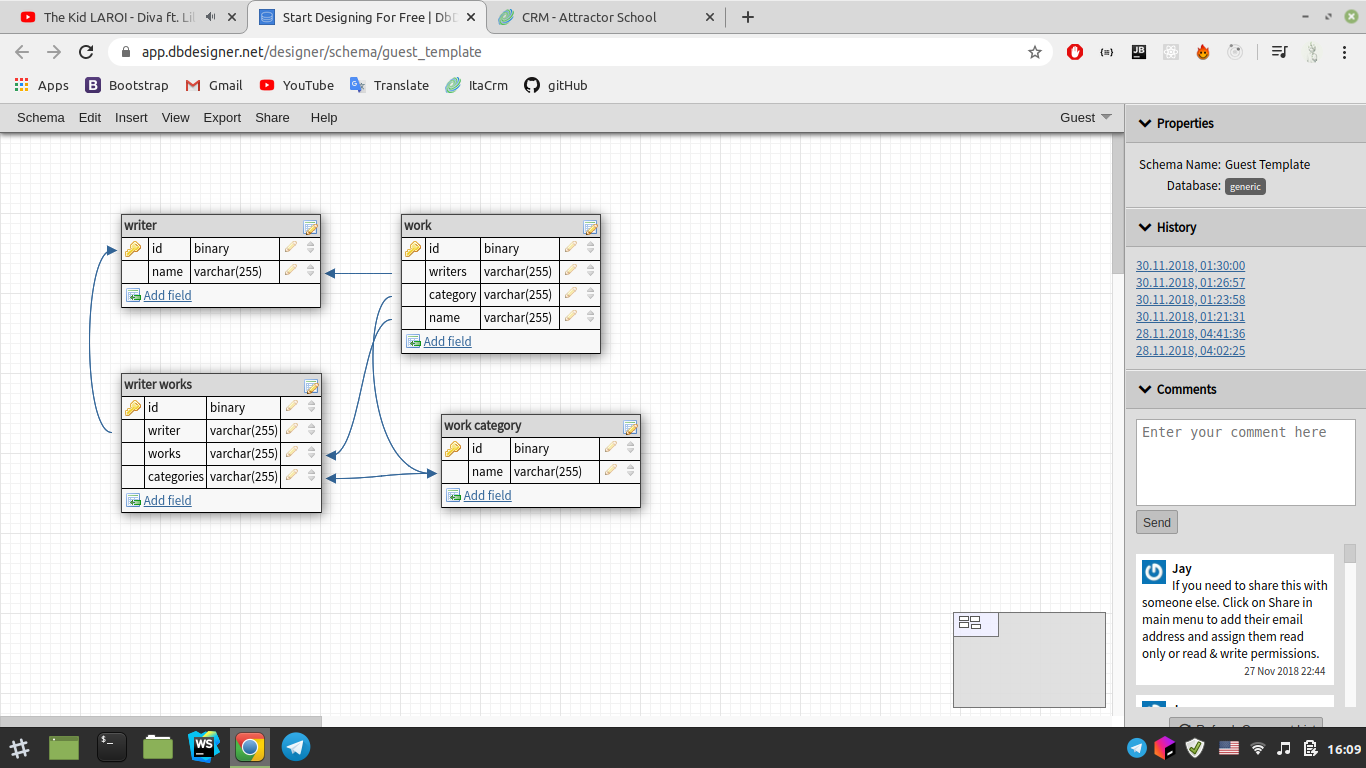 The Kid LAROI - Diva ft. Lil
Start Designing For Free | DbD
CRM - Attractor School
app.dbdesigner.net/designer/schema/guest_template
Apps
Bootstrap
Gmail
YouTube
Translate
ItaCrm
gitHub
Schema Edit Insert View Export Share Help
Guest
writer
id binary
name varchar(255)
Add field
work
id binary
writers varchar(255)
category varchar(255)
name varchar(255)
Add field
writer works
id binary
writer varchar(255)
works varchar(255)
categories varchar(255)
Add field
work category
id binary
name varchar(255)
Add field
Properties
Schema Name: Guest Template
Database: generic
History
30.11.2018, 01:30:00
30.11.2018, 01:26:57
30.11.2018, 01:23:58
30.11.2018, 01:21:31
28.11.2018, 04:41:36
28.11.2018, 04:02:25
Comments
Enter your comment here
Send
Jay
If you need to share this with
someone else. Click on Share in
main menu to add their email
address and assign them read
only or read & write permissions.
27 Nov 2018 22:44
WS
16:09